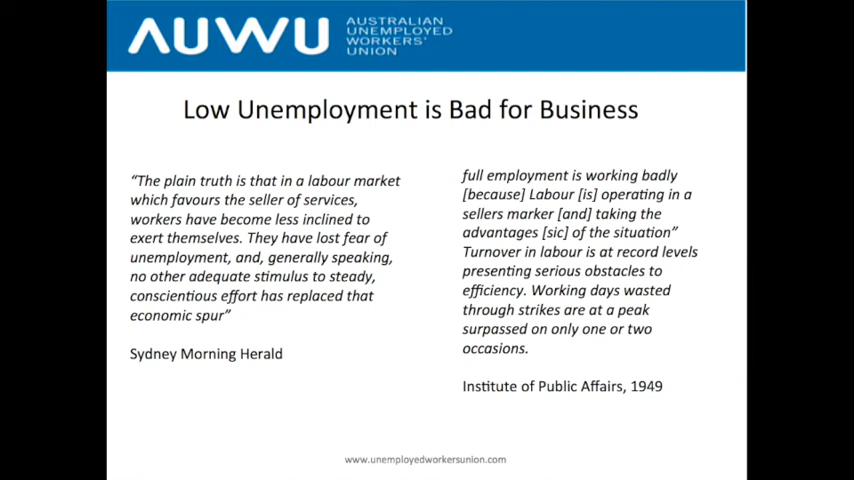 AUWU
AUSTRALIAN
UNEMPLOYED
WORKERS'
UNION
Low Unemployment is Bad for Business
“The plain truth is that in a labour market
which favours the seller of services,
workers have become less inclined to
exert themselves. They have lost fear of
unemployment, and, generally speaking,
no other adequate stimulus to steady,
conscientious effort has replaced that
economic spur”
Sydney Morning Herald
full employment is working badly
[because] Labour [is] operating in a
sellers marker [and] taking the
advantages [sic] of the situation”
Turnover in labour is at record levels
presenting serious obstacles to
efficiency. Working days wasted
through strikes are at a peak
surpassed on only one or two
occasions.
Institute of Public Affairs, 1949
www.unemployedworkersunion.com